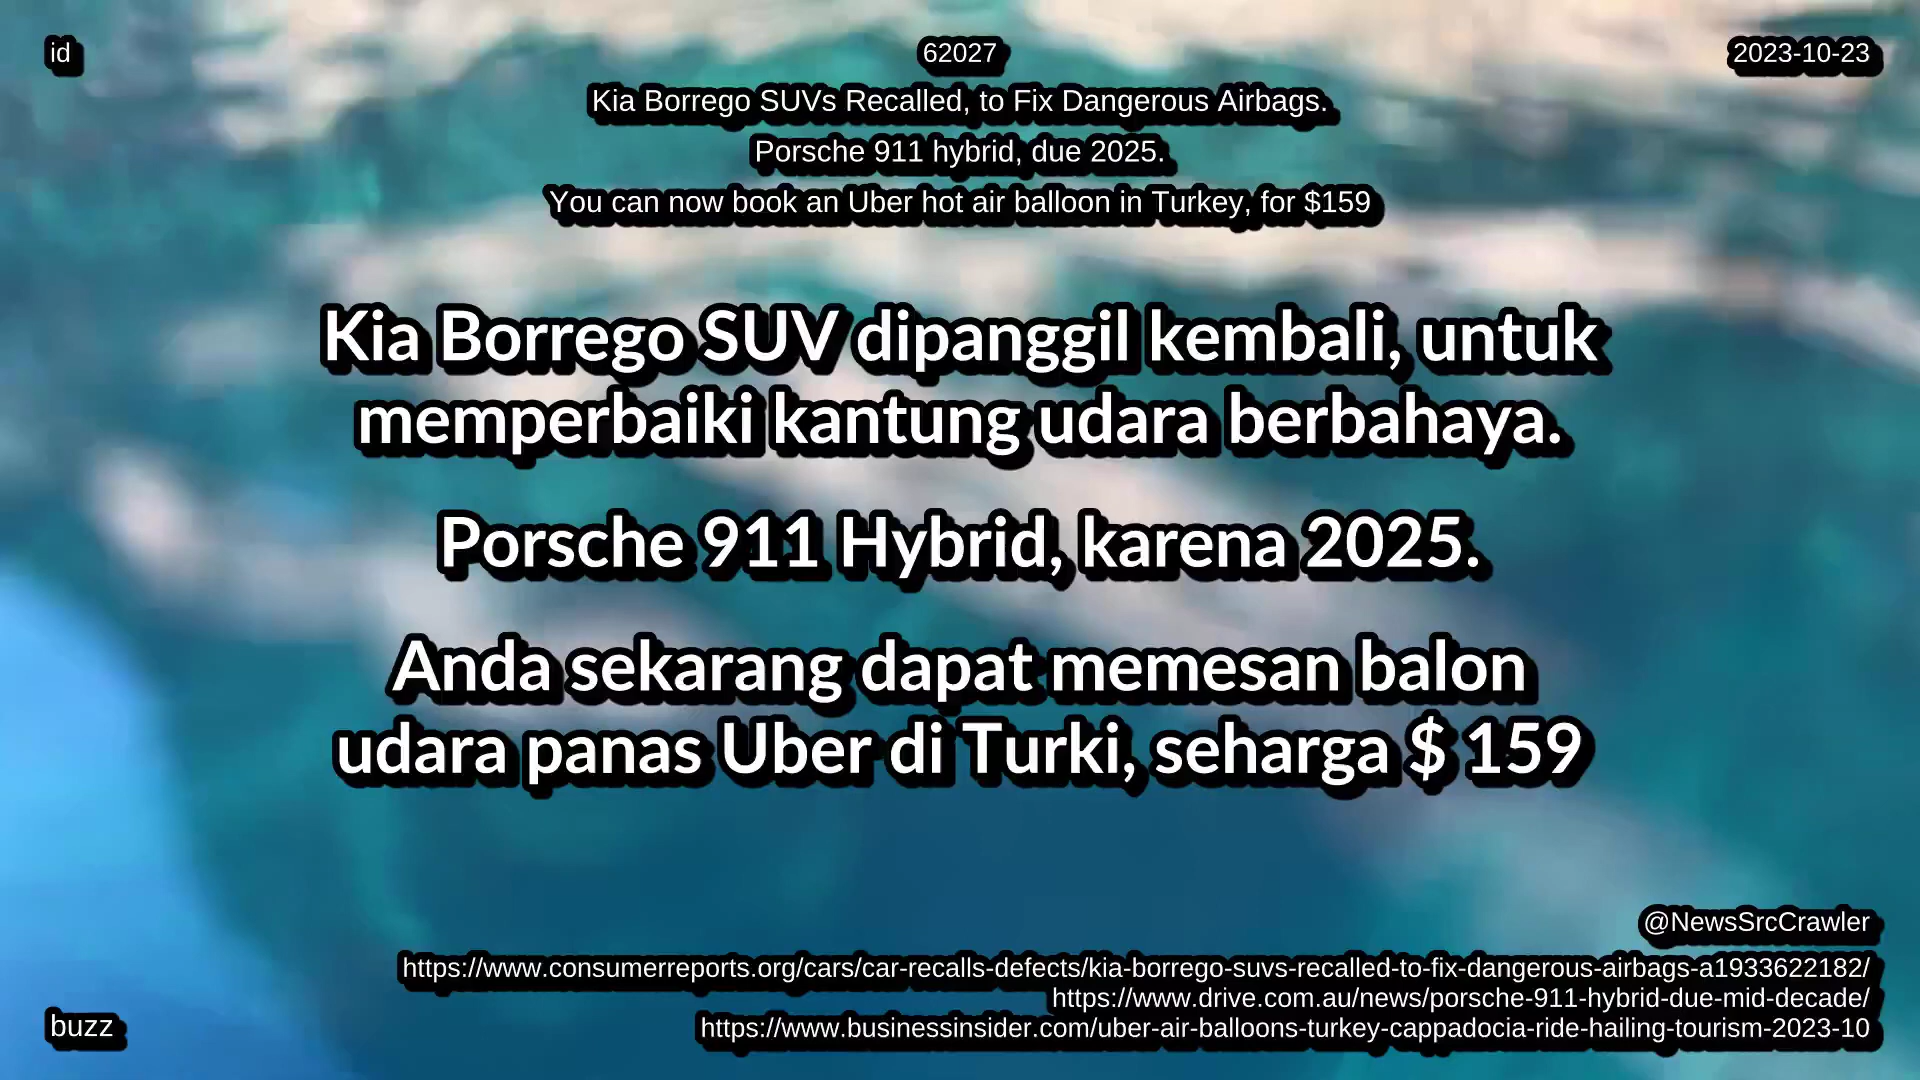 id
62027
2023-10-23
Kia Borrego SUVs Recalled, to Fix Dangerous Airbags.
Porsche 911 hybrid, due 2025.
You can now book an Uber hot air balloon in Turkey, for $159
Kia Borrego SUV dipanggil kembali, untuk
memperbaiki kantung udara berbahaya.
Porsche 911 Hybrid, karena 2025.
Anda sekarang dapat memesan balon
udara panas Uber di Turki, seharga $ 159
@NewsSrcCrawler
https://www.consumerreports.org/cars/car-recalls-defects/kia-borrego-suvs-recalled-to-fix-dangerous-airbags-a1933622182/
https://www.drive.com.au/news/porsche-911-hybrid-due-mid-decade/
https://www.businessinsider.com/uber-air-balloons-turkey-cappadocia-ride-hailing-tourism-2023-10
buzz